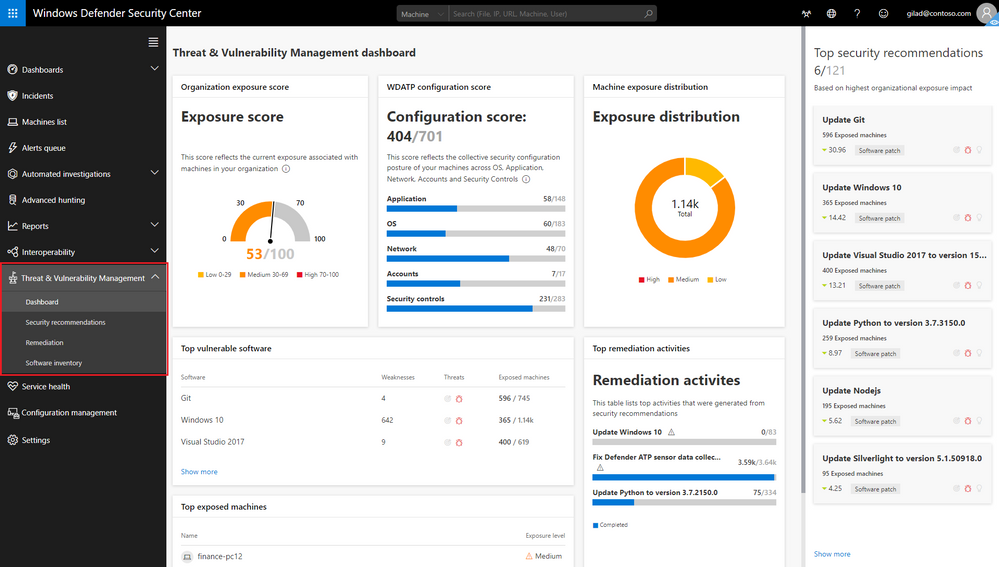 Windows Defender Security Center
Machine
Search (File, IP, URL, Machine, User)
gilad@contoso.com
Dashboards
Incidents
Machines list
Alerts queue
Automated investigations
Advanced hunting
Reports
Interoperability
Threat & Vulnerability Management
Dashboard
Security recommendations
Remediation
Software inventory
Service health
Configuration management
Settings
Threat & Vulnerability Management dashboard
Organization exposure score
Exposure score
This score reflects the current exposure associated with
machines in your organization
30 70
0 100
53/100
Low 0-29 Medium 30-69 High 70-100
WDATP configuration score
Configuration score:
404/701
This score reflects the collective security configuration
posture of your machines across OS, Application,
Network, Accounts and Security Controls
Application 58/148
OS 60/183
Network 48/70
Accounts 7/17
Security controls 231/283
Machine exposure distribution
Exposure distribution
1.14k
Total
High Medium Low
Top vulnerable software
Software Weaknesses Threats Exposed machines
Git 4 596 / 745
Windows 10 642 365 / 1.14k
Visual Studio 2017 9 400 / 619
Show more
Top exposed machines
Name Exposure level
finance-pc12 Medium
Top remediation activities
Remediation activites
This table lists top activities that were generated from
security recommendations
Update Windows 10 0/83
Fix Defender ATP sensor data collec... 3.59k/3.64k
Update Python to version 3.7.2150.0 75/334
Completed
Top security recommendations
6/121
Based on highest organizational exposure impact
Update Git
596 Exposed machines
30.96 Software patch
Update Windows 10
365 Exposed machines
14.42 Software patch
Update Visual Studio 2017 to version 15...
400 Exposed machines
13.21 Software patch
Update Python to version 3.7.3150.0
259 Exposed machines
8.97 Software patch
Update Nodejs
195 Exposed machines
5.62 Software patch
Update Silverlight to version 5.1.50918.0
95 Exposed machines
4.25 Software patch
Show more